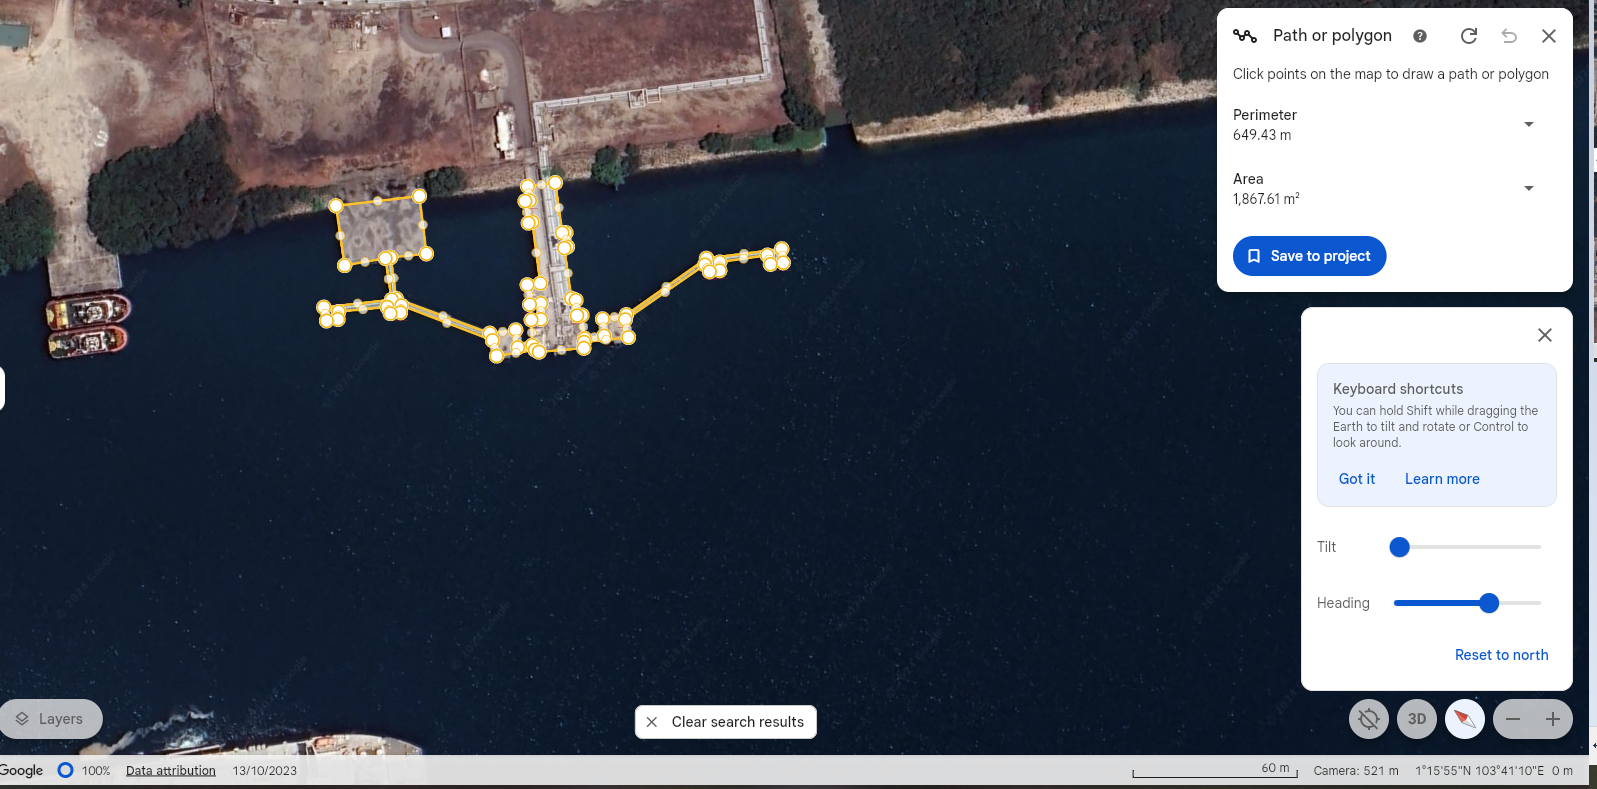 Path or polygon
Click points on the map to draw a path or polygon
Perimeter
649.43 m
Area
1,867.61 m²
Save to project
Keyboard shortcuts
You can hold Shift while dragging the
Earth to tilt and rotate or Control to
look around.
Got it
Learn more
Tilt
Heading
Reset to north
Layers
Clear search results
3D
Google
100%
Data attribution
13/10/2023
60 m
Camera: 521 m
1°15'55"N 103°41'10"E
0 m